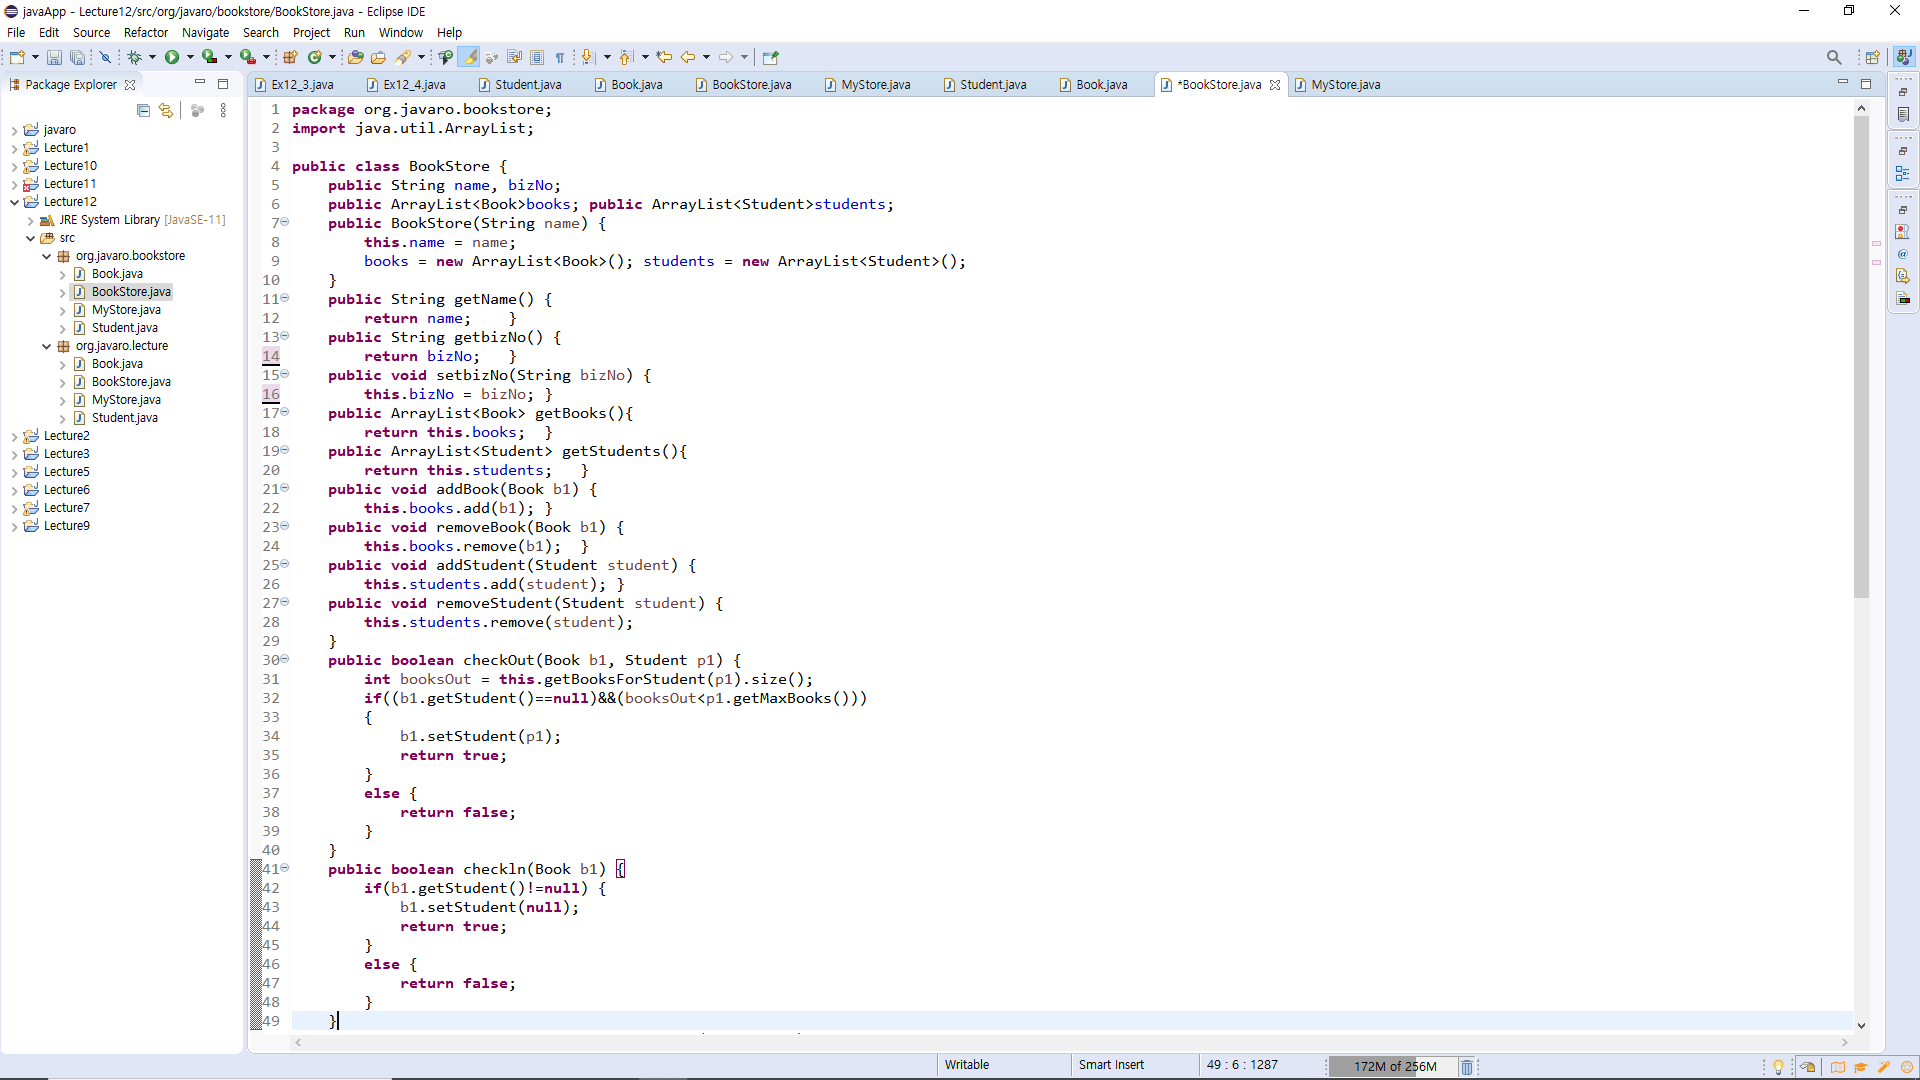 javaApp - Lecture12/src/org/javaro/bookstore/BookStore.java - Eclipse IDE
File Edit Source Refactor Navigate Search Project Run Window Help
Package Explorer
Ex12_3.java Ex12_4.java Student.java Book.java BookStore.java MyStore.java Student.java Book.java *BookStore.java MyStore.java
javaro
Lecture1
Lecture10
Lecture11
Lecture12
JRE System Library [JavaSE-11]
src
org.javaro.bookstore
Book.java
BookStore.java
MyStore.java
Student.java
org.javaro.lecture
Book.java
BookStore.java
MyStore.java
Student.java
Lecture2
Lecture3
Lecture5
Lecture6
Lecture7
Lecture9
1 package org.javaro.bookstore;
2 import java.util.ArrayList;
3
4 public class BookStore {
5     public String name, bizNo;
6     public ArrayList<Book>books; public ArrayList<Student>students;
7     public BookStore(String name) {
8         this.name = name;
9         books = new ArrayList<Book>(); students = new ArrayList<Student>();
10     }
11     public String getName() {
12         return name;    }
13     public String getbizNo() {
14         return bizNo;   }
15     public void setbizNo(String bizNo) {
16         this.bizNo = bizNo; }
17     public ArrayList<Book> getBooks(){
18         return this.books;  }
19     public ArrayList<Student> getStudents(){
20         return this.students;   }
21     public void addBook(Book b1) {
22         this.books.add(b1); }
23     public void removeBook(Book b1) {
24         this.books.remove(b1);  }
25     public void addStudent(Student student) {
26         this.students.add(student); }
27     public void removeStudent(Student student) {
28         this.students.remove(student);
29     }
30     public boolean checkOut(Book b1, Student p1) {
31         int booksOut = this.getBooksForStudent(p1).size();
32         if((b1.getStudent()==null)&&(booksOut<p1.getMaxBooks()))
33         {
34             b1.setStudent(p1);
35             return true;
36         }
37         else {
38             return false;
39         }
40     }
41     public boolean checkln(Book b1) {
42         if(b1.getStudent()!=null) {
43             b1.setStudent(null);
44             return true;
45         }
46         else {
47             return false;
48         }
49     }
Writable Smart Insert 49 : 6 : 1287 172M of 256M